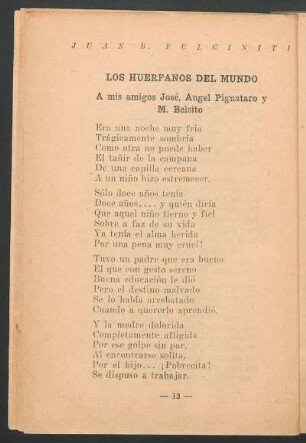 JUAN B. FULGINITI
LOS HUERFANOS DEL MUNDO
A mis amigos José, Angel Pignataro y
M. Belsito
Era una noche muy fría
Trágicamente sombría
Como otra no puede haber
El tañir de la campana
De una capilla cercana
A un niño hizo estremecer.
Sólo doce años tenía
Doce años.... y quién diría
Que aquel niño tierno y fiel
Sobre a faz de su vida
Ya tenía el alma herida
Por una pena muy cruel!
Tuvo un padre que era bueno
El que con gesto sereno
Buena educación le dió
Pero el destino malvado
Se lo había arrebatado
Cuando a quererlo aprendió.
Y la madre dolorida
Completamente afligida
Por ese golpe sin par,
Al encontrarse solita,
Por el hijo... ¡Pobrecita!
Se dispuso a trabajar.
— 13 —